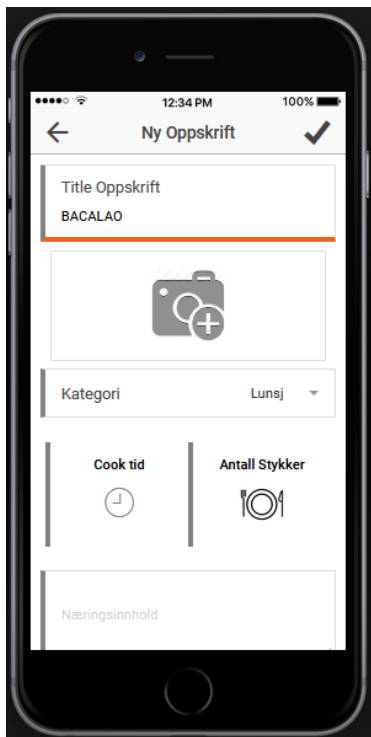 12:34 PM 100%
Ny Oppskrift
Title Oppskrift
BACALAO
Kategori Lunsj
Cook tid Antall Stykker
Næringsinnhold